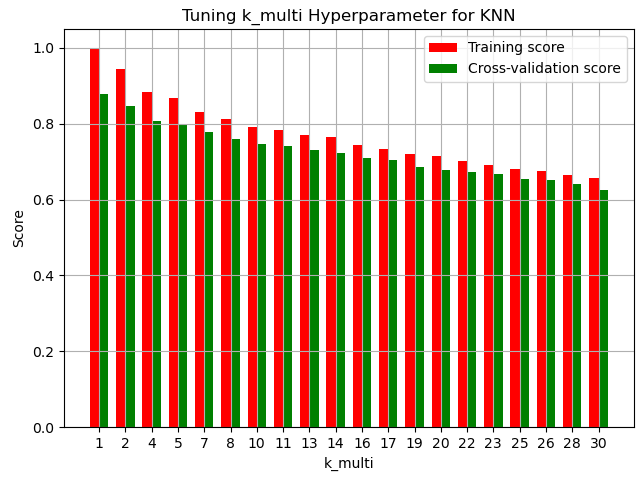 Tuning k_multi Hyperparameter for KNN
Training score
Cross-validation score
1.0
0.8
0.6
0.4
0.2
0.0
Score
1 2 4 5 7 8 10 11 13 14 16 17 19 20 22 23 25 26 28 30
k_multi